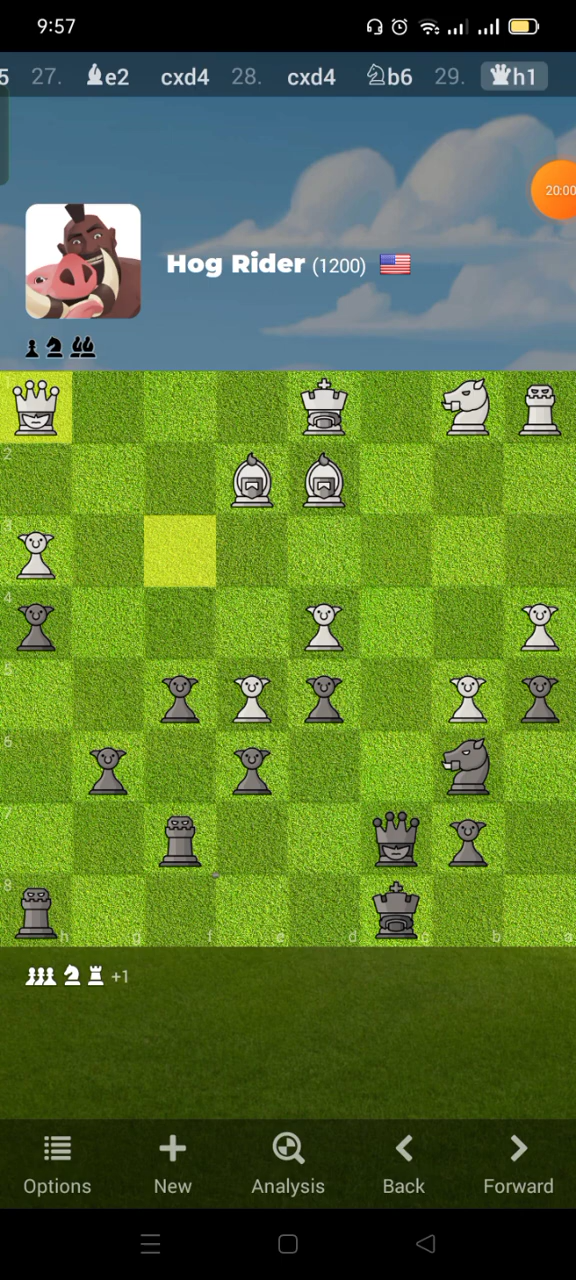 9:57
5 27. e2 cxd4 28. cxd4 b6 29. h1
20:00
Hog Rider (1200)
1
2
3
4
5
6
7
8
h g f e d c b a
+1
Options New Analysis Back Forward